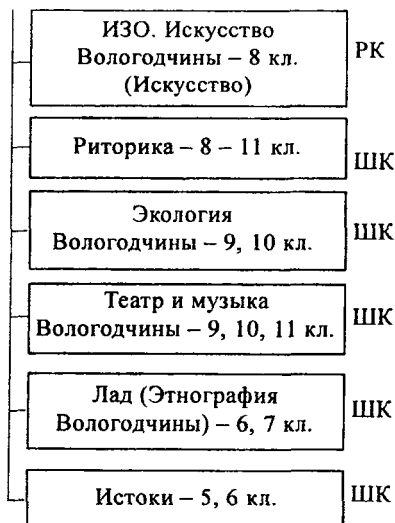 ИЗО. Искусство
Вологодчины – 8 кл.
(Искусство)
РК
Риторика – 8 – 11 кл.
ШК
Экология
Вологодчины – 9, 10 кл.
ШК
Театр и музыка
Вологодчины – 9, 10, 11 кл.
ШК
Лад (Этнография
Вологодчины) – 6, 7 кл.
ШК
Истоки – 5, 6 кл.
ШК